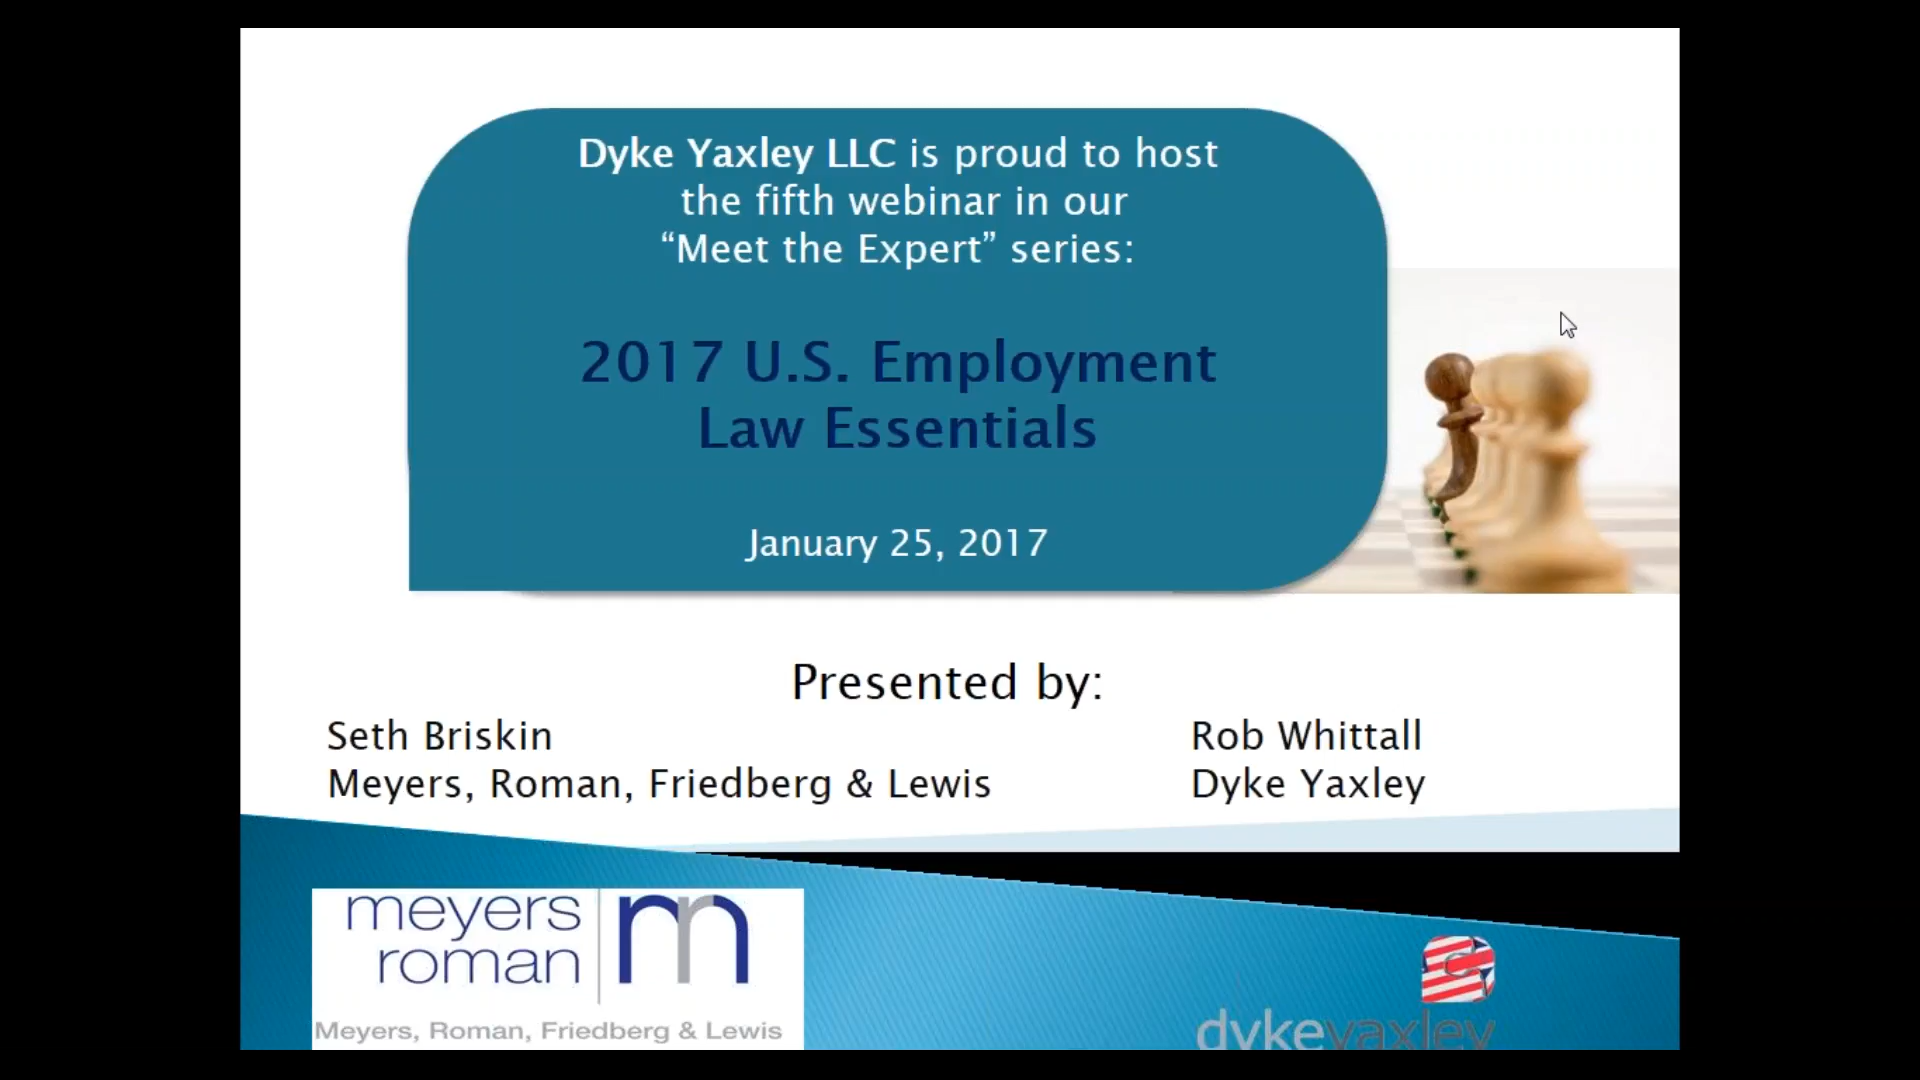 Dyke Yaxley LLC is proud to host
the fifth webinar in our
“Meet the Expert” series:
2017 U.S. Employment
Law Essentials
January 25, 2017
Presented by:
Seth Briskin
Meyers, Roman, Friedberg & Lewis
Rob Whittall
Dyke Yaxley
meyers
roman
Meyers, Roman, Friedberg & Lewis
dykeyaxley